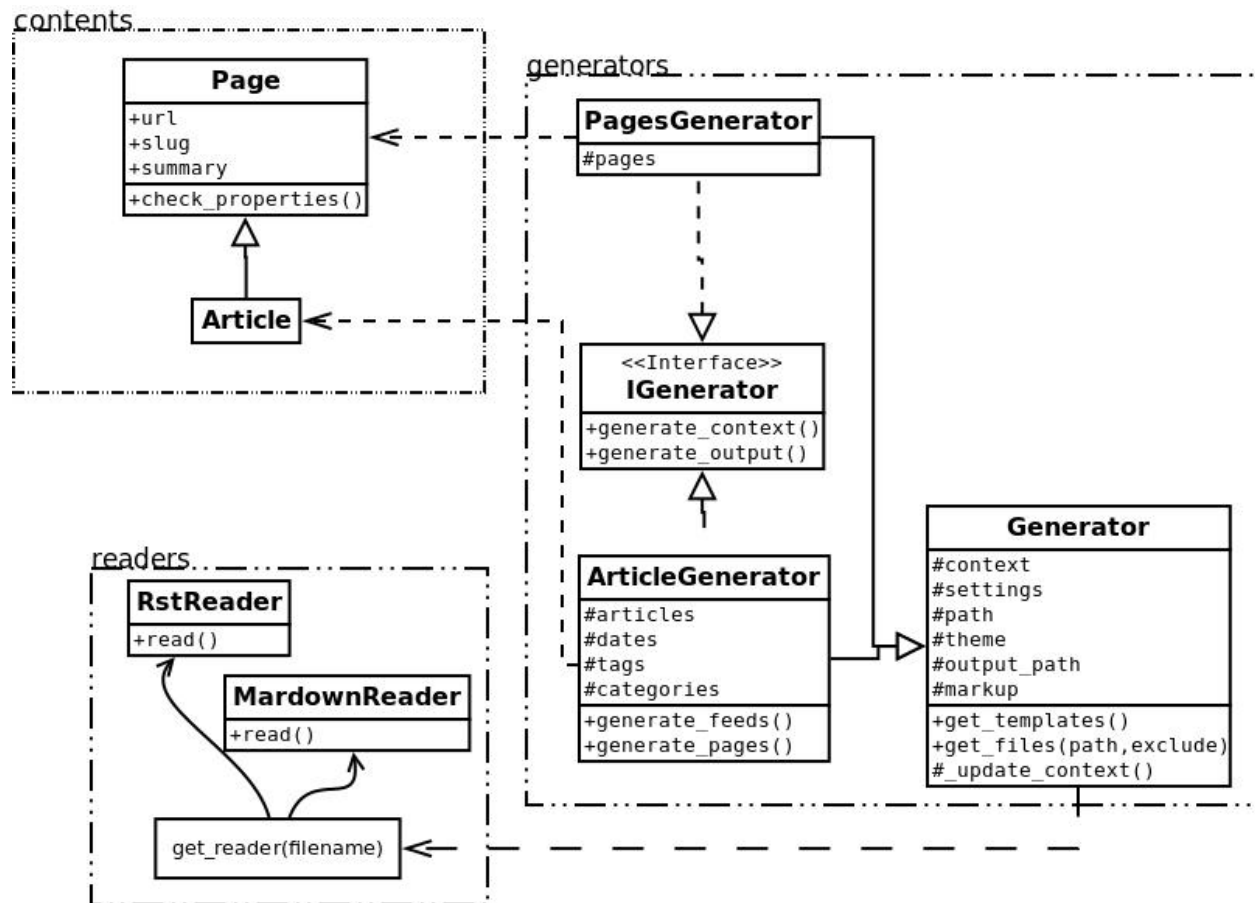 contents
Page
+url
+slug
+summary
+check_properties()
Article
generators
PagesGenerator
#pages
<<Interface>>
IGenerator
+generate_context()
+generate_output()
ArticleGenerator
#articles
#dates
#tags
#categories
+generate_feeds()
+generate_pages()
Generator
#context
#settings
#path
#theme
#output_path
#markup
+get_templates()
+get_files(path,exclude)
#_update_context()
readers
RstReader
+read()
MardownReader
+read()
get_reader(filename)